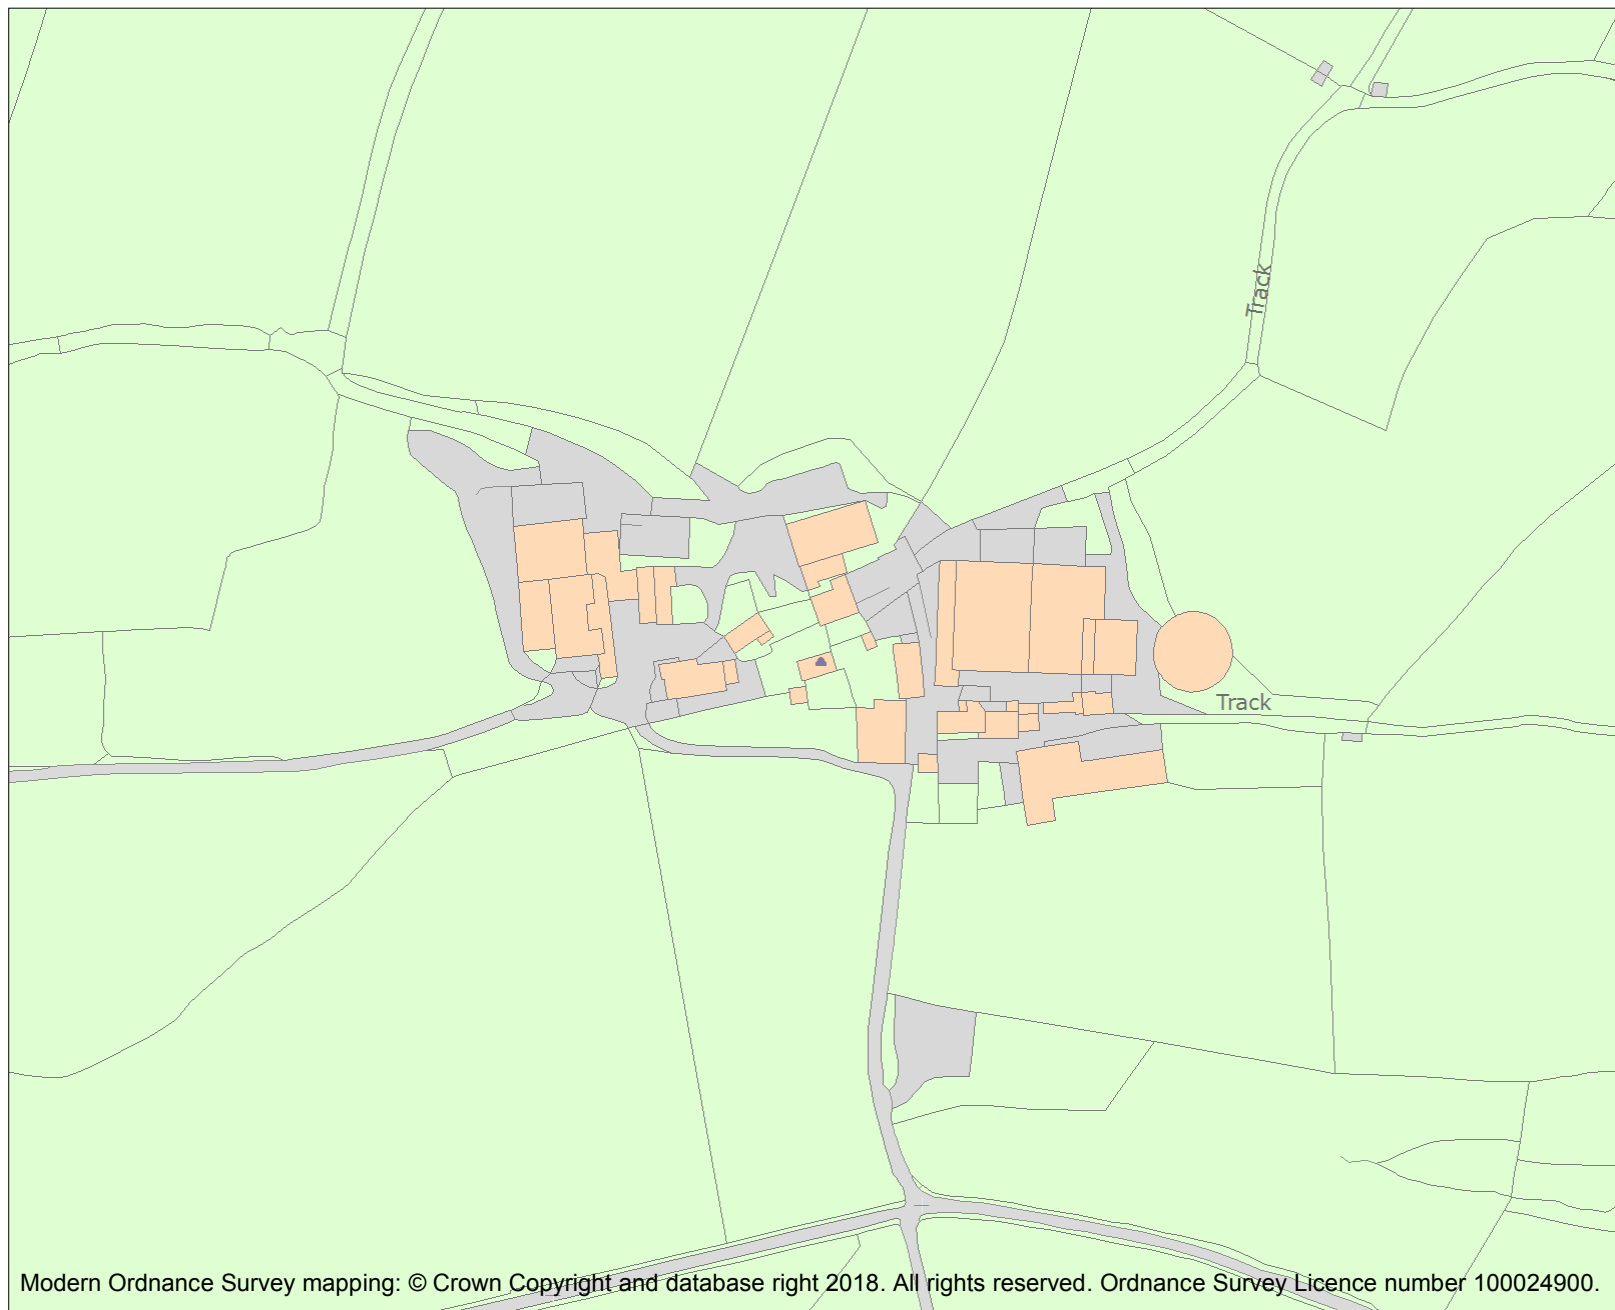 Track
Track
Modern Ordnance Survey mapping: © Crown Copyright and database right 2018. All rights reserved. Ordnance Survey Licence number 100024900.